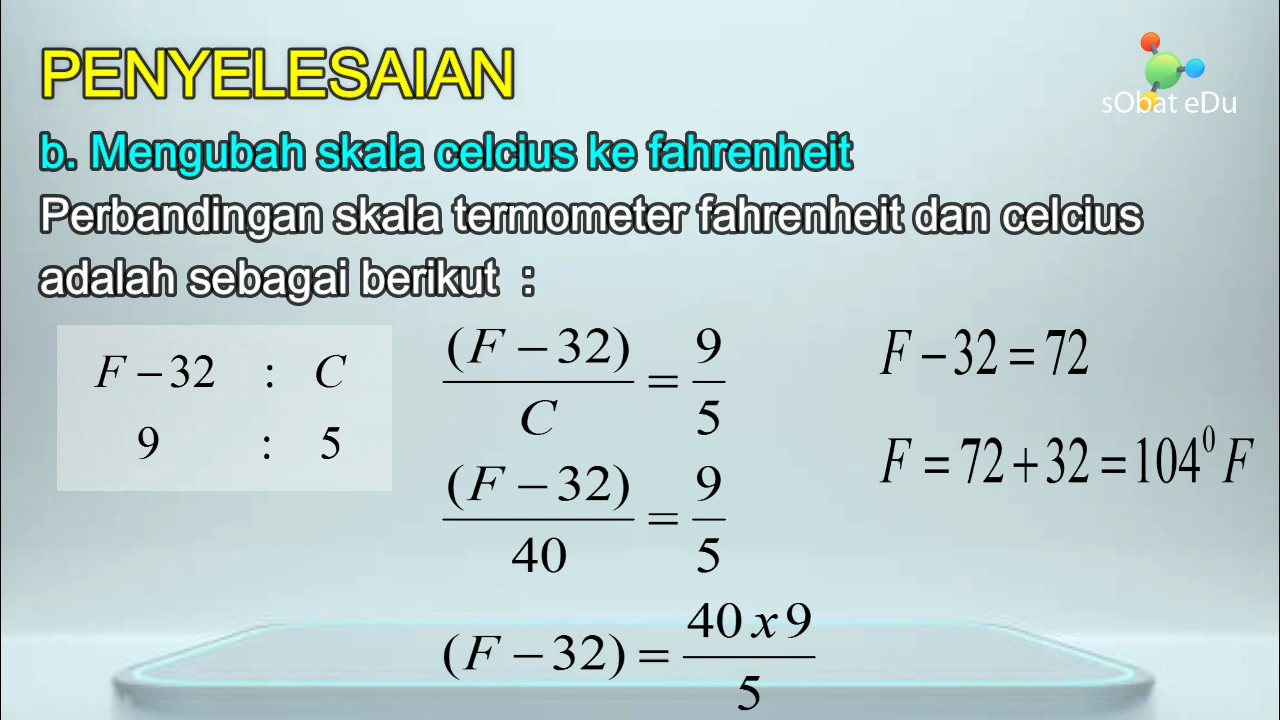 PENYELESAIAN
sObat eDu
b. Mengubah skala celcius ke fahrenheit
Perbandingan skala termometer fahrenheit dan celcius
adalah sebagai berikut :
F − 32 : C
9 : 5
(F − 32) / C = 9 / 5
(F − 32) / 40 = 9 / 5
(F − 32) = 40 x 9 / 5
F − 32 = 72
F = 72 + 32 = 104⁰ F